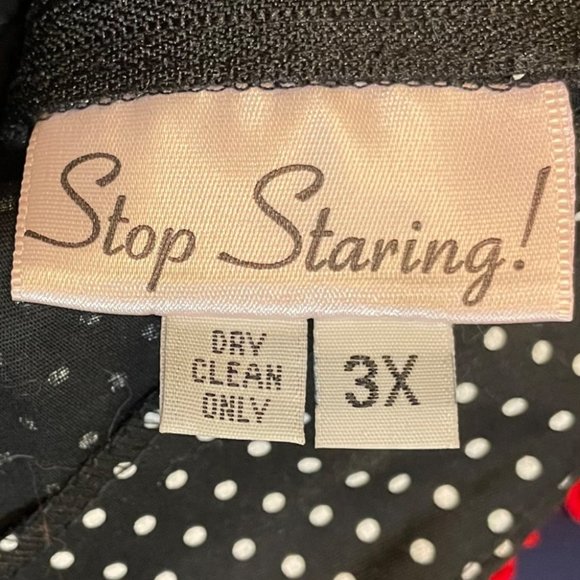 Stop Staring!
DRY
CLEAN
ONLY
3X